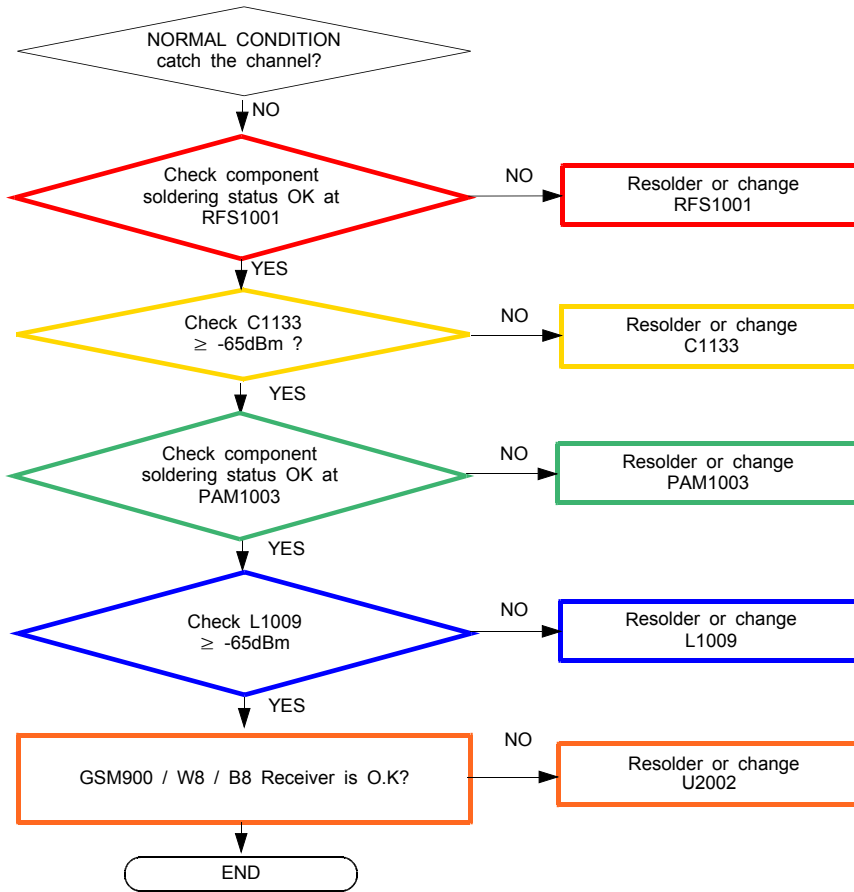 NORMAL CONDITION
catch the channel?
NO
Check component
soldering status OK at
RFS1001
NO
Resolder or change
RFS1001
YES
Check C1133
≥ -65dBm ?
NO
Resolder or change
C1133
YES
Check component
soldering status OK at
PAM1003
NO
Resolder or change
PAM1003
YES
Check L1009
≥ -65dBm
NO
Resolder or change
L1009
YES
GSM900 / W8 / B8 Receiver is O.K?
NO
Resolder or change
U2002
END